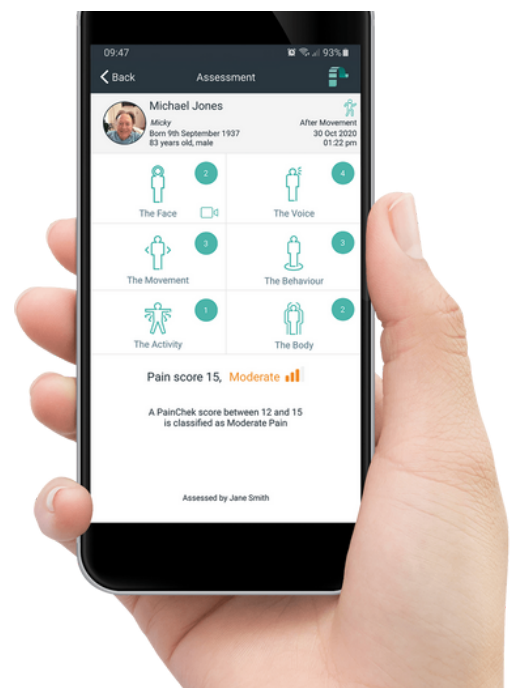 09:47 93%
Back Assessment
Michael Jones
Micky After Movement
Born 9th September 1937 30 Oct 2020
83 years old, male 01:22 pm
2 4
The Face The Voice
3 3
The Movement The Behaviour
1 2
The Activity The Body
Pain score 15, Moderate
A PainChek score between 12 and 15
is classified as Moderate Pain
Assessed by Jane Smith